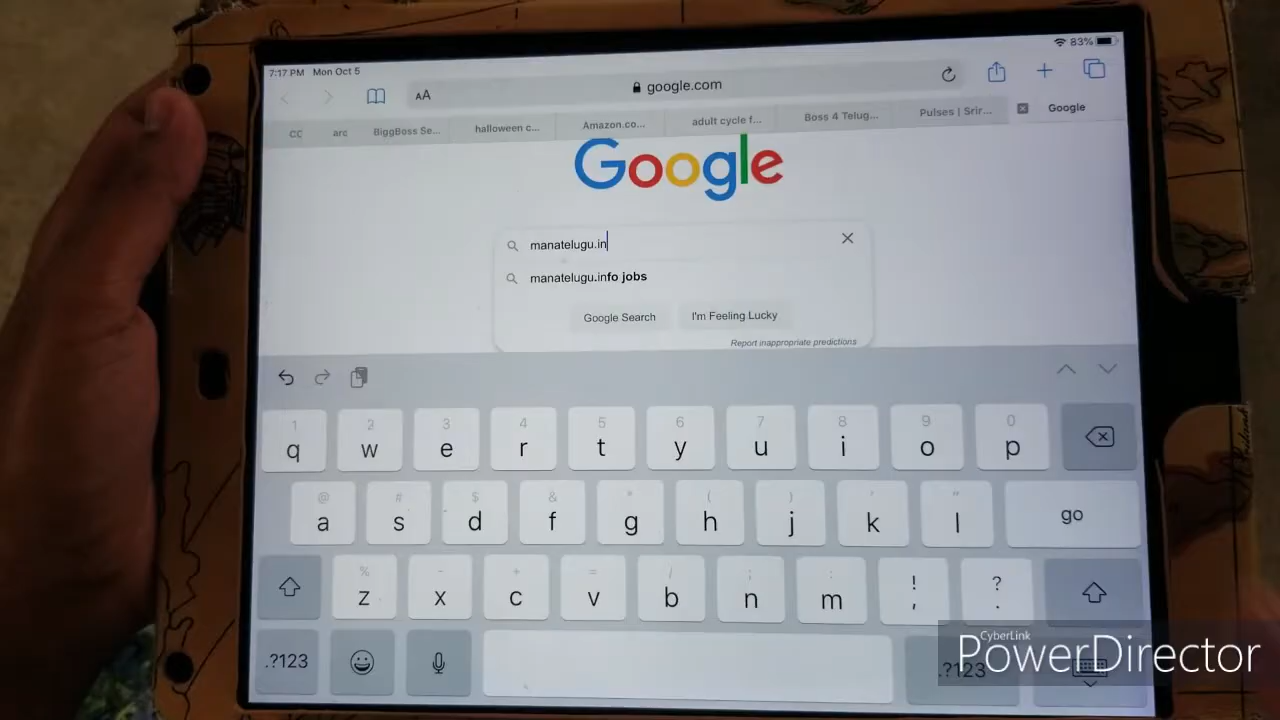 7:17 PM Mon Oct 5
83%
AA
google.com
CC
arc
BiggBoss Se...
halloween c...
Amazon.co...
adult cycle f...
Boss 4 Telug...
Pulses | Srir...
Google
Google
manatelugu.in
manatelugu.info jobs
Google Search
I'm Feeling Lucky
Report inappropriate predictions
1 2 3 4 5 6 7 8 9 0
q w e r t y u i o p
@ # $ & * ( ) ' "
a s d f g h j k l go
% - + = / ; : ! ?
z x c v b n m , .
.?123
.?123
CyberLink
PowerDirector